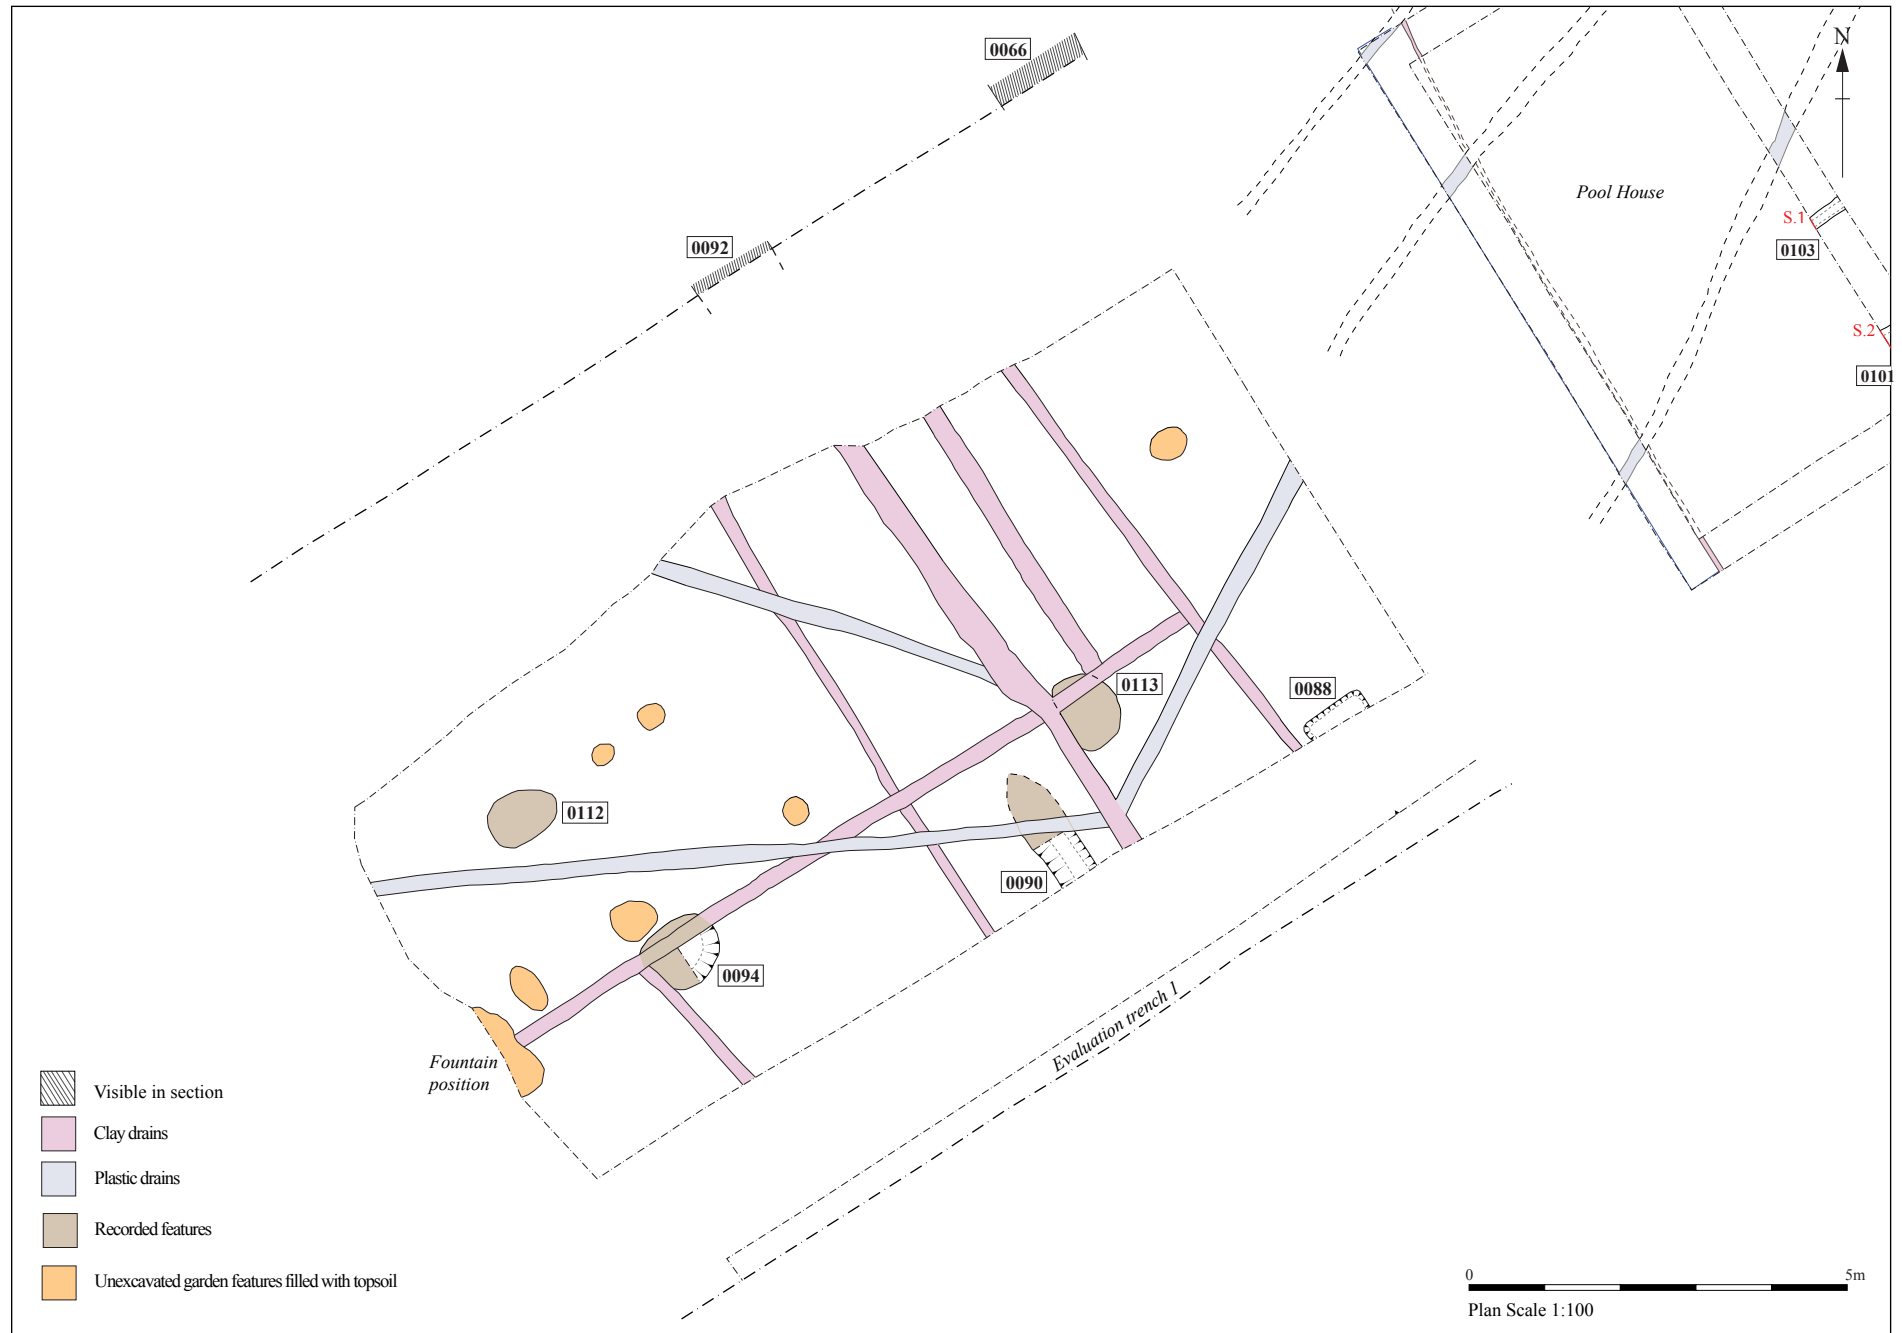 0066
N
Pool House
S.1
0103
0092
S.2
0101
0113
0088
0112
0090
0094
Evaluation trench 1
Fountain
position
Visible in section
Clay drains
Plastic drains
Recorded features
Unexcavated garden features filled with topsoil
0 5m
Plan Scale 1:100